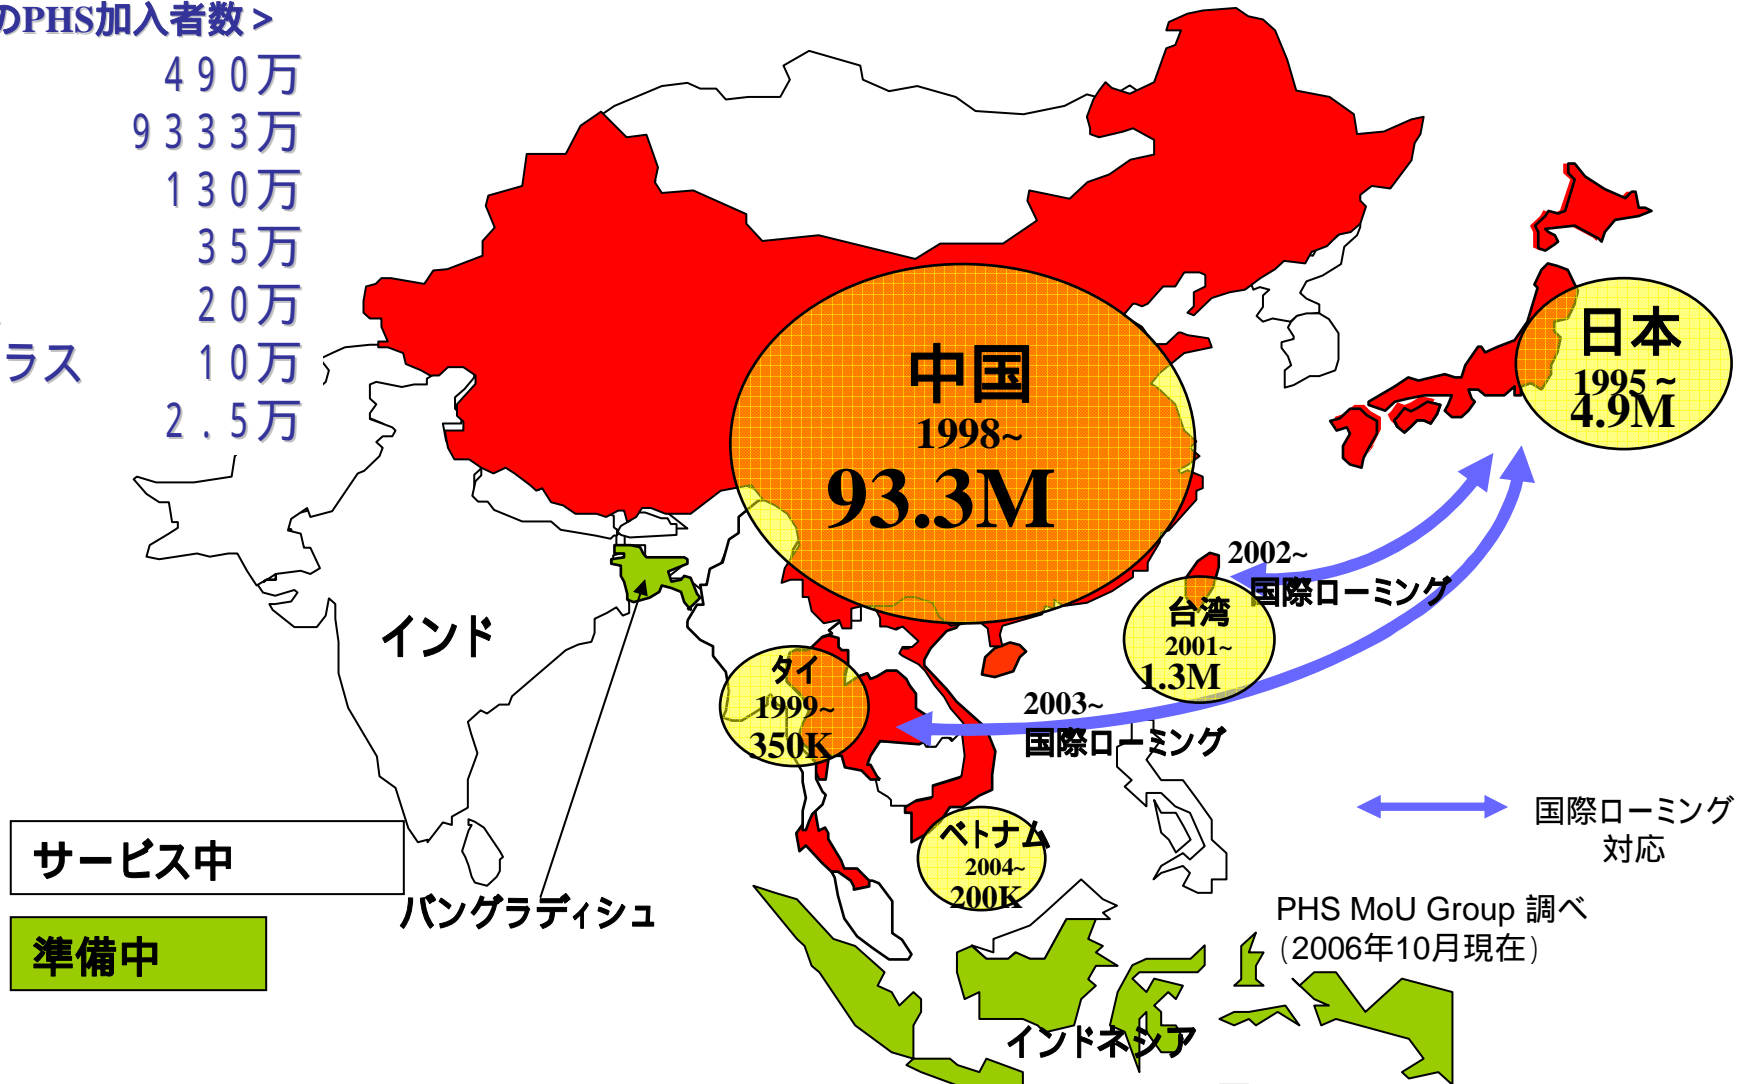 のPHS加入者数>
490万
9333万
130万
35万
20万
ラス 10万
2.5万
中国
1998~
93.3M
日本
1995~
4.9M
2002~
国際ローミング
台湾
2001~
1.3M
インド
タイ
1999~
350K
2003~
国際ローミング
ベトナム
2004~
200K
国際ローミング
対応
サービス中
バングラディシュ
準備中
PHS MoU Group 調べ
(2006年10月現在)
インドネシア